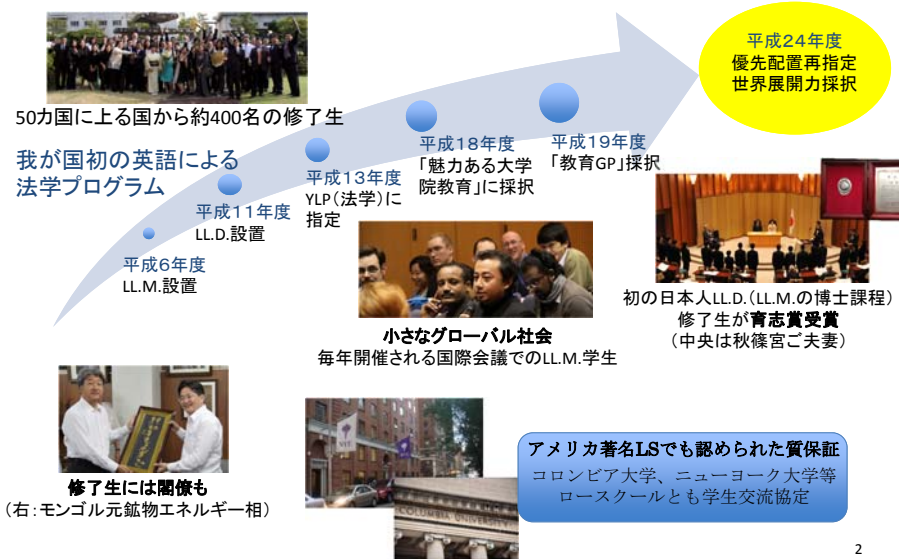 平成24年度
優先配置再指定
世界展開力採択
50カ国に上る国から約400名の修了生
我が国初の英語による
法学プログラム
平成6年度
LL.M.設置
平成11年度
LL.D.設置
平成13年度
YLP(法学)に
指定
平成18年度
「魅力ある大学
院教育」に採択
平成19年度
「教育GP」採択
小さなグローバル社会
毎年開催される国際会議でのLL.M.学生
初の日本人LL.D.(LL.M.の博士課程)
修了生が育志賞受賞
(中央は秋篠宮ご夫妻)
修了生には閣僚も
(右:モンゴル元鉱物エネルギー相)
アメリカ著名LSでも認められた質保証
コロンビア大学、ニューヨーク大学等
ロースクールとも学生交流協定
COLUMBIA UNIVERSITY
2